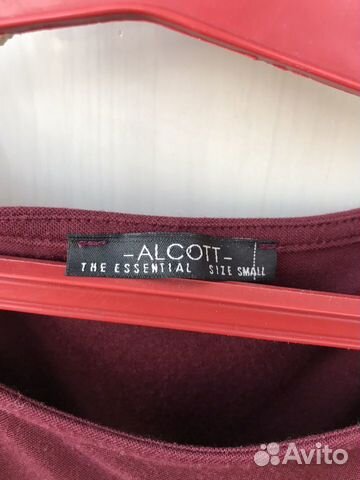 -ALCOTT-
THE ESSENTIAL SIZE SMALL
Avito